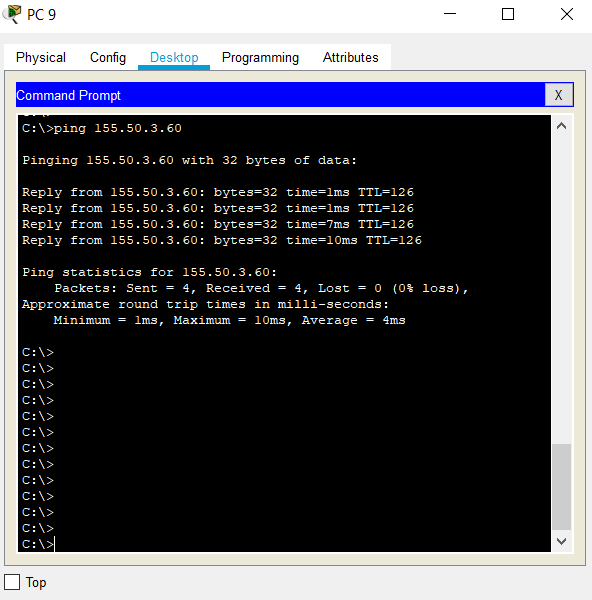 PC 9
Physical Config Desktop Programming Attributes
Command Prompt
X
C:\>ping 155.50.3.60
Pinging 155.50.3.60 with 32 bytes of data:
Reply from 155.50.3.60: bytes=32 time=1ms TTL=126
Reply from 155.50.3.60: bytes=32 time=1ms TTL=126
Reply from 155.50.3.60: bytes=32 time=7ms TTL=126
Reply from 155.50.3.60: bytes=32 time=10ms TTL=126
Ping statistics for 155.50.3.60:
Packets: Sent = 4, Received = 4, Lost = 0 (0% loss),
Approximate round trip times in milli-seconds:
Minimum = 1ms, Maximum = 10ms, Average = 4ms
C:\>
C:\>
C:\>
C:\>
C:\>
C:\>
C:\>
C:\>
C:\>
C:\>
C:\>
C:\>
C:\>
Top